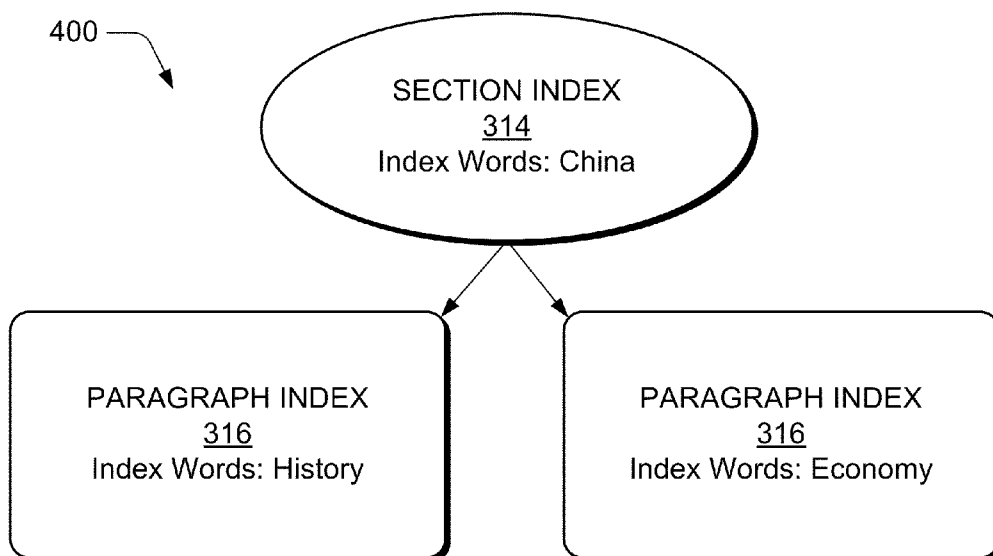 400
SECTION INDEX
314
Index Words: China
PARAGRAPH INDEX
316
Index Words: History
PARAGRAPH INDEX
316
Index Words: Economy